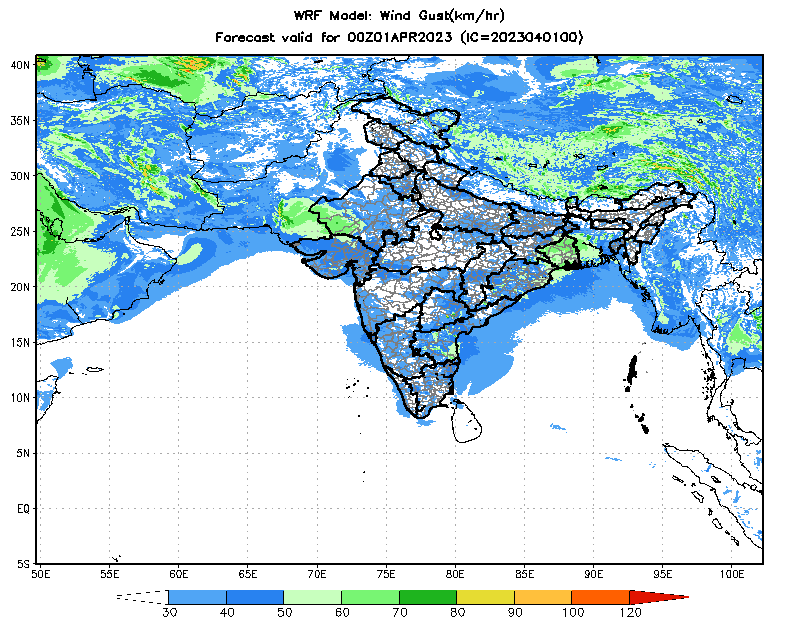 WRF Model: Wind Gust(km/hr)
Forecast valid for 00Z01APR2023 (IC=2023040100)
40N
35N
30N
25N
20N
15N
10N
5N
EQ
5S
50E 55E 60E 65E 70E 75E 80E 85E 90E 95E 100E
30 40 50 60 70 80 90 100 120